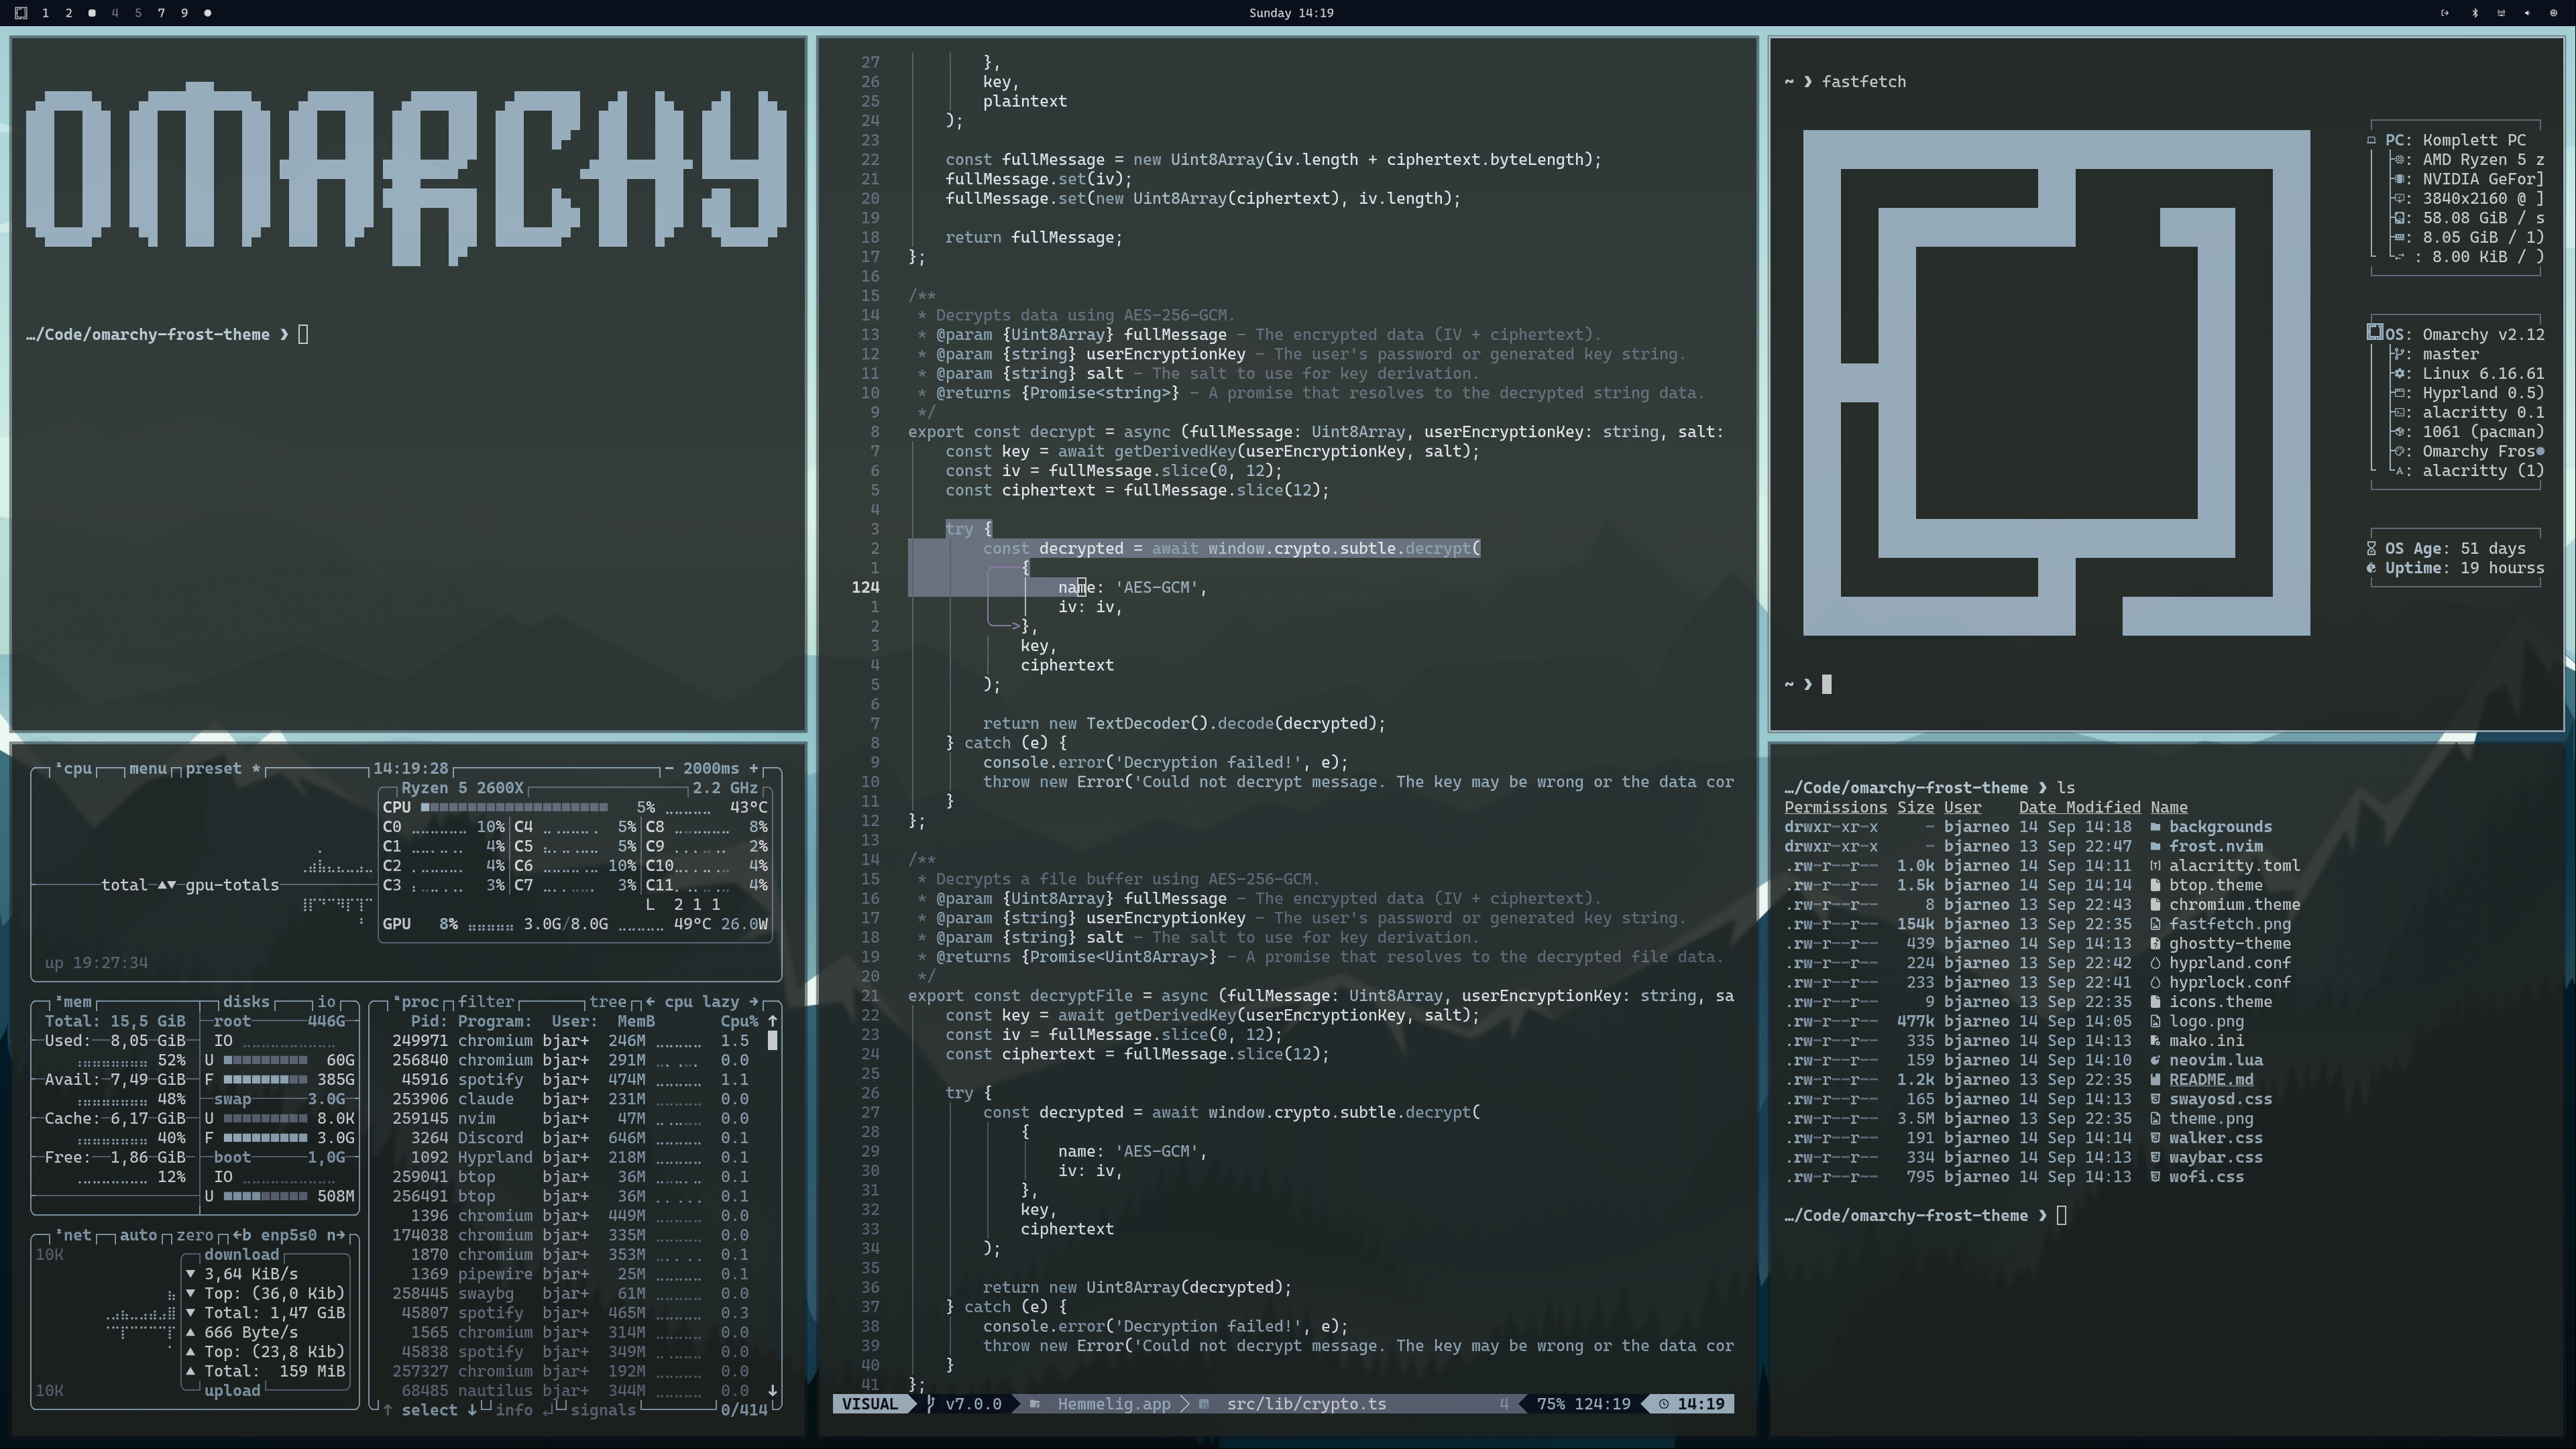 1 2 4 5 7 9
Sunday 14:19
OMARCHY
…/Code/omarchy-frost-theme ❯
¹cpu menu preset * 14:19:28 - 2000ms +
Ryzen 5 2600X 2.2 GHz
CPU 5% 43°C
C0 10% C4 5% C8 8%
C1 4% C5 5% C9 2%
C2 4% C6 10% C10 4%
C3 3% C7 3% C11 4%
total ▲▼ gpu-totals
L 2 1 1
GPU 8% 3.0G/8.0G 49°C 26.0W
up 19:27:34
²mem disks io
Total: 15,5 GiB root 446G
Used: 8,05 GiB IO
52% U 60G
Avail: 7,49 GiB F 385G
48% swap 3.0G
Cache: 6,17 GiB U 8.0K
40% F 3.0G
Free: 1,86 GiB boot 1,0G
12% IO
U 508M
³net auto zero ←b enp5s0 n→
10K download
▼ 3,64 KiB/s
▼ Top: (36,0 Kib)
▼ Total: 1,47 GiB
▲ 666 Byte/s
▲ Top: (23,8 Kib)
▲ Total: 159 MiB
10K upload
⁴proc filter tree ← cpu lazy →
Pid: Program: User: MemB Cpu% ↑
249971 chromium bjar+ 246M 1.5
256840 chromium bjar+ 291M 0.0
45916 spotify bjar+ 474M 1.1
253906 claude bjar+ 231M 0.0
259145 nvim bjar+ 47M 0.0
3264 Discord bjar+ 646M 0.1
1092 Hyprland bjar+ 218M 0.1
259041 btop bjar+ 36M 0.1
256491 btop bjar+ 36M 0.1
1396 chromium bjar+ 449M 0.0
174038 chromium bjar+ 335M 0.0
1870 chromium bjar+ 353M 0.1
1369 pipewire bjar+ 25M 0.1
258445 swaybg bjar+ 61M 0.0
45807 spotify bjar+ 465M 0.3
1565 chromium bjar+ 314M 0.0
45838 spotify bjar+ 349M 0.0
257327 chromium bjar+ 192M 0.0
68485 nautilus bjar+ 344M 0.0 ↓
↑ select ↓ info ↲ signals 0/414
27 },
26 key,
25 plaintext
24 );
23
22 const fullMessage = new Uint8Array(iv.length + ciphertext.byteLength);
21 fullMessage.set(iv);
20 fullMessage.set(new Uint8Array(ciphertext), iv.length);
19
18 return fullMessage;
17 };
16
15 /**
14 * Decrypts data using AES-256-GCM.
13 * @param {Uint8Array} fullMessage - The encrypted data (IV + ciphertext).
12 * @param {string} userEncryptionKey - The user's password or generated key string.
11 * @param {string} salt - The salt to use for key derivation.
10 * @returns {Promise<string>} - A promise that resolves to the decrypted string data.
9 */
8 export const decrypt = async (fullMessage: Uint8Array, userEncryptionKey: string, salt:
7 const key = await getDerivedKey(userEncryptionKey, salt);
6 const iv = fullMessage.slice(0, 12);
5 const ciphertext = fullMessage.slice(12);
4
3 try {
2 const decrypted = await window.crypto.subtle.decrypt(
1 {
124 name: 'AES-GCM',
1 iv: iv,
2 },
3 key,
4 ciphertext
5 );
6
7 return new TextDecoder().decode(decrypted);
8 } catch (e) {
9 console.error('Decryption failed!', e);
10 throw new Error('Could not decrypt message. The key may be wrong or the data cor
11 }
12 };
13
14 /**
15 * Decrypts a file buffer using AES-256-GCM.
16 * @param {Uint8Array} fullMessage - The encrypted data (IV + ciphertext).
17 * @param {string} userEncryptionKey - The user's password or generated key string.
18 * @param {string} salt - The salt to use for key derivation.
19 * @returns {Promise<Uint8Array>} - A promise that resolves to the decrypted file data.
20 */
21 export const decryptFile = async (fullMessage: Uint8Array, userEncryptionKey: string, sa
22 const key = await getDerivedKey(userEncryptionKey, salt);
23 const iv = fullMessage.slice(0, 12);
24 const ciphertext = fullMessage.slice(12);
25
26 try {
27 const decrypted = await window.crypto.subtle.decrypt(
28 {
29 name: 'AES-GCM',
30 iv: iv,
31 },
32 key,
33 ciphertext
34 );
35
36 return new Uint8Array(decrypted);
37 } catch (e) {
38 console.error('Decryption failed!', e);
39 throw new Error('Could not decrypt message. The key may be wrong or the data cor
40 }
41 };
VISUAL v7.0.0 Hemmelig.app src/lib/crypto.ts 4 75% 124:19 14:19
~ ❯ fastfetch
PC: Komplett PC
: AMD Ryzen 5 z
: NVIDIA GeFor]
: 3840x2160 @ ]
: 58.08 GiB / s
: 8.05 GiB / 1)
: 8.00 KiB / )
OS: Omarchy v2.12
: master
: Linux 6.16.61
: Hyprland 0.5)
: alacritty 0.1
: 1061 (pacman)
: Omarchy Fros
: alacritty (1)
OS Age: 51 days
Uptime: 19 hourss
~ ❯
…/Code/omarchy-frost-theme ❯ ls
Permissions Size User Date Modified Name
drwxr-xr-x - bjarneo 14 Sep 14:18 backgrounds
drwxr-xr-x - bjarneo 13 Sep 22:47 frost.nvim
.rw-r--r-- 1.0k bjarneo 14 Sep 14:11 alacritty.toml
.rw-r--r-- 1.5k bjarneo 14 Sep 14:14 btop.theme
.rw-r--r-- 8 bjarneo 13 Sep 22:43 chromium.theme
.rw-r--r-- 154k bjarneo 13 Sep 22:35 fastfetch.png
.rw-r--r-- 439 bjarneo 14 Sep 14:13 ghostty-theme
.rw-r--r-- 224 bjarneo 13 Sep 22:42 hyprland.conf
.rw-r--r-- 233 bjarneo 13 Sep 22:41 hyprlock.conf
.rw-r--r-- 9 bjarneo 13 Sep 22:35 icons.theme
.rw-r--r-- 477k bjarneo 14 Sep 14:05 logo.png
.rw-r--r-- 335 bjarneo 14 Sep 14:13 mako.ini
.rw-r--r-- 159 bjarneo 14 Sep 14:10 neovim.lua
.rw-r--r-- 1.2k bjarneo 13 Sep 22:35 README.md
.rw-r--r-- 165 bjarneo 14 Sep 14:13 swayosd.css
.rw-r--r-- 3.5M bjarneo 13 Sep 22:35 theme.png
.rw-r--r-- 191 bjarneo 14 Sep 14:14 walker.css
.rw-r--r-- 334 bjarneo 14 Sep 14:13 waybar.css
.rw-r--r-- 795 bjarneo 14 Sep 14:13 wofi.css
…/Code/omarchy-frost-theme ❯